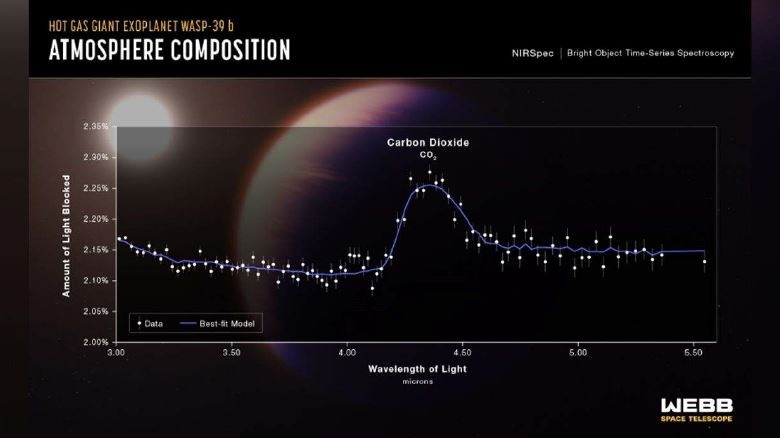 HOT GAS GIANT EXOPLANET WASP-39 b
ATMOSPHERE COMPOSITION
NIRSpec | Bright Object Time-Series Spectroscopy
Carbon Dioxide
CO₂
Amount of Light Blocked
2.35%
2.30%
2.25%
2.20%
2.15%
2.10%
2.05%
2.00%
Data
Best-fit Model
3.00 3.50 4.00 4.50 5.00 5.50
Wavelength of Light
microns
WEBB
SPACE TELESCOPE